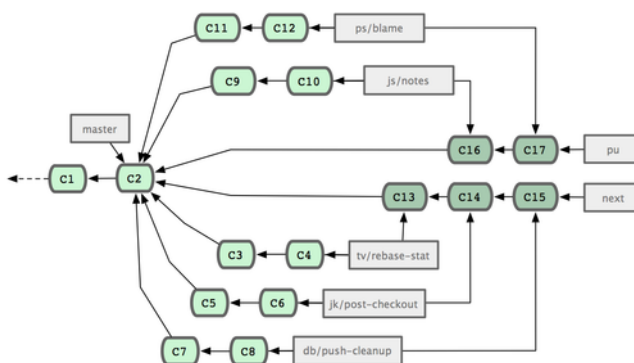 C11 C12 ps/blame
C9 C10 js/notes
master
C16 C17 pu
C1 C2
C13 C14 C15 next
C3 C4 tv/rebase-stat
C5 C6 jk/post-checkout
C7 C8 db/push-cleanup